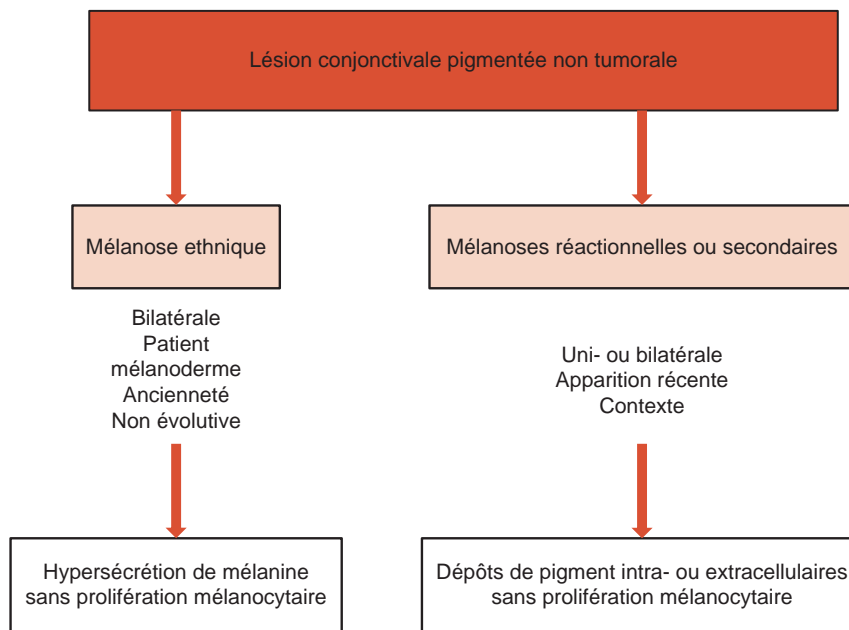 Lésion conjonctivale pigmentée non tumorale
Mélanose ethnique
Mélanoses réactionnelles ou secondaires
Bilatérale
Patient
mélanoderme
Ancienneté
Non évolutive
Uni- ou bilatérale
Apparition récente
Contexte
Hypersécrétion de mélanine
sans prolifération mélanocytaire
Dépôts de pigment intra- ou extracellulaires
sans prolifération mélanocytaire